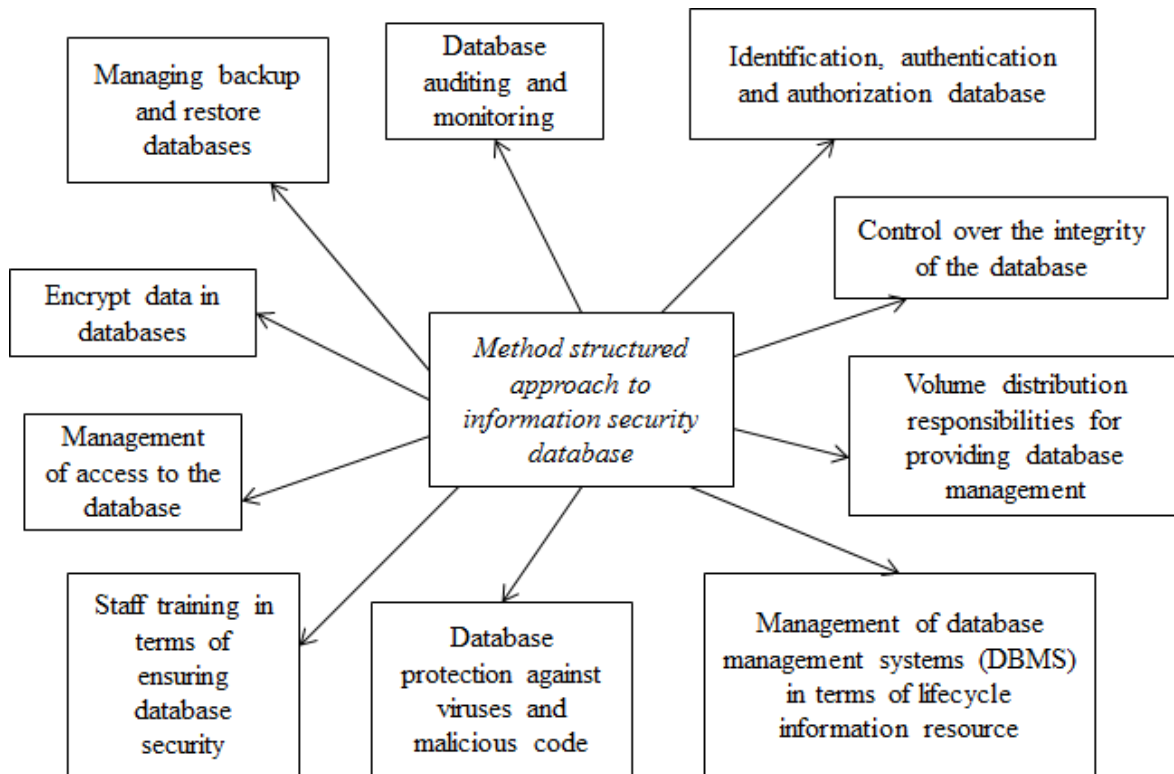 Managing backup
and restore
databases
Database
auditing and
monitoring
Identification, authentication
and authorization database
Control over the integrity
of the database
Encrypt data in
databases
Method structured
approach to
information security
database
Volume distribution
responsibilities for
providing database
management
Management
of access to the
database
Staff training in
terms of
ensuring
database
security
Database
protection against
viruses and
malicious code
Management of database
management systems (DBMS)
in terms of lifecycle
information resource